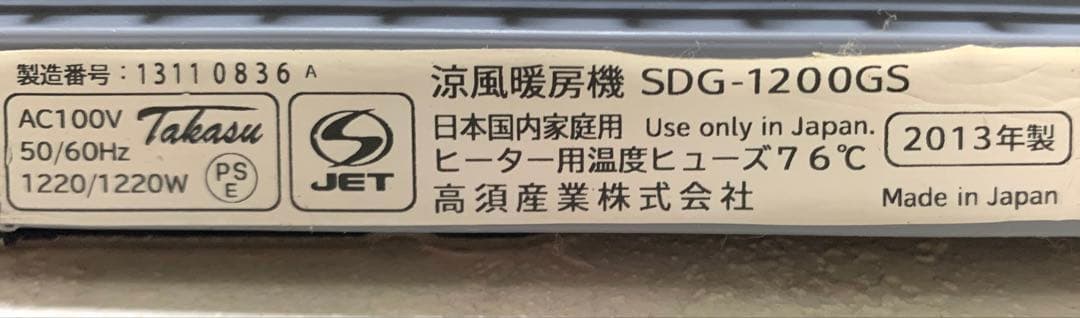 製造番号：13110836 A
AC100V Takasu
50/60Hz
1220/1220W
PS
E
JET
涼風暖房機 SDG-1200GS
日本国内家庭用 Use only in Japan.
ヒーター用温度ヒューズ76℃
高須産業株式会社
2013年製
Made in Japan